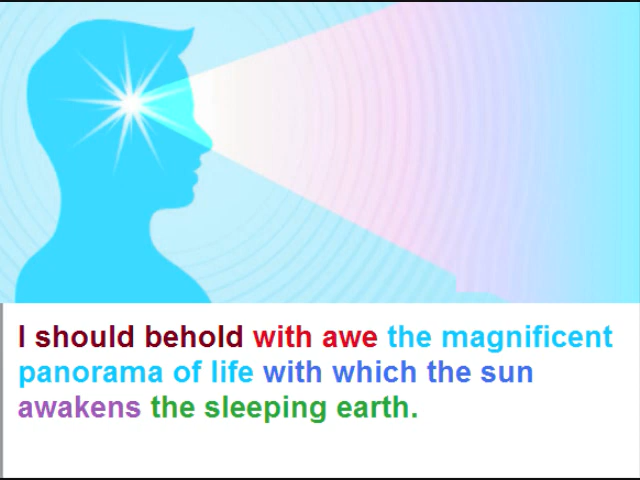 I should behold with awe the magnificent
panorama of life with which the sun
awakens the sleeping earth.